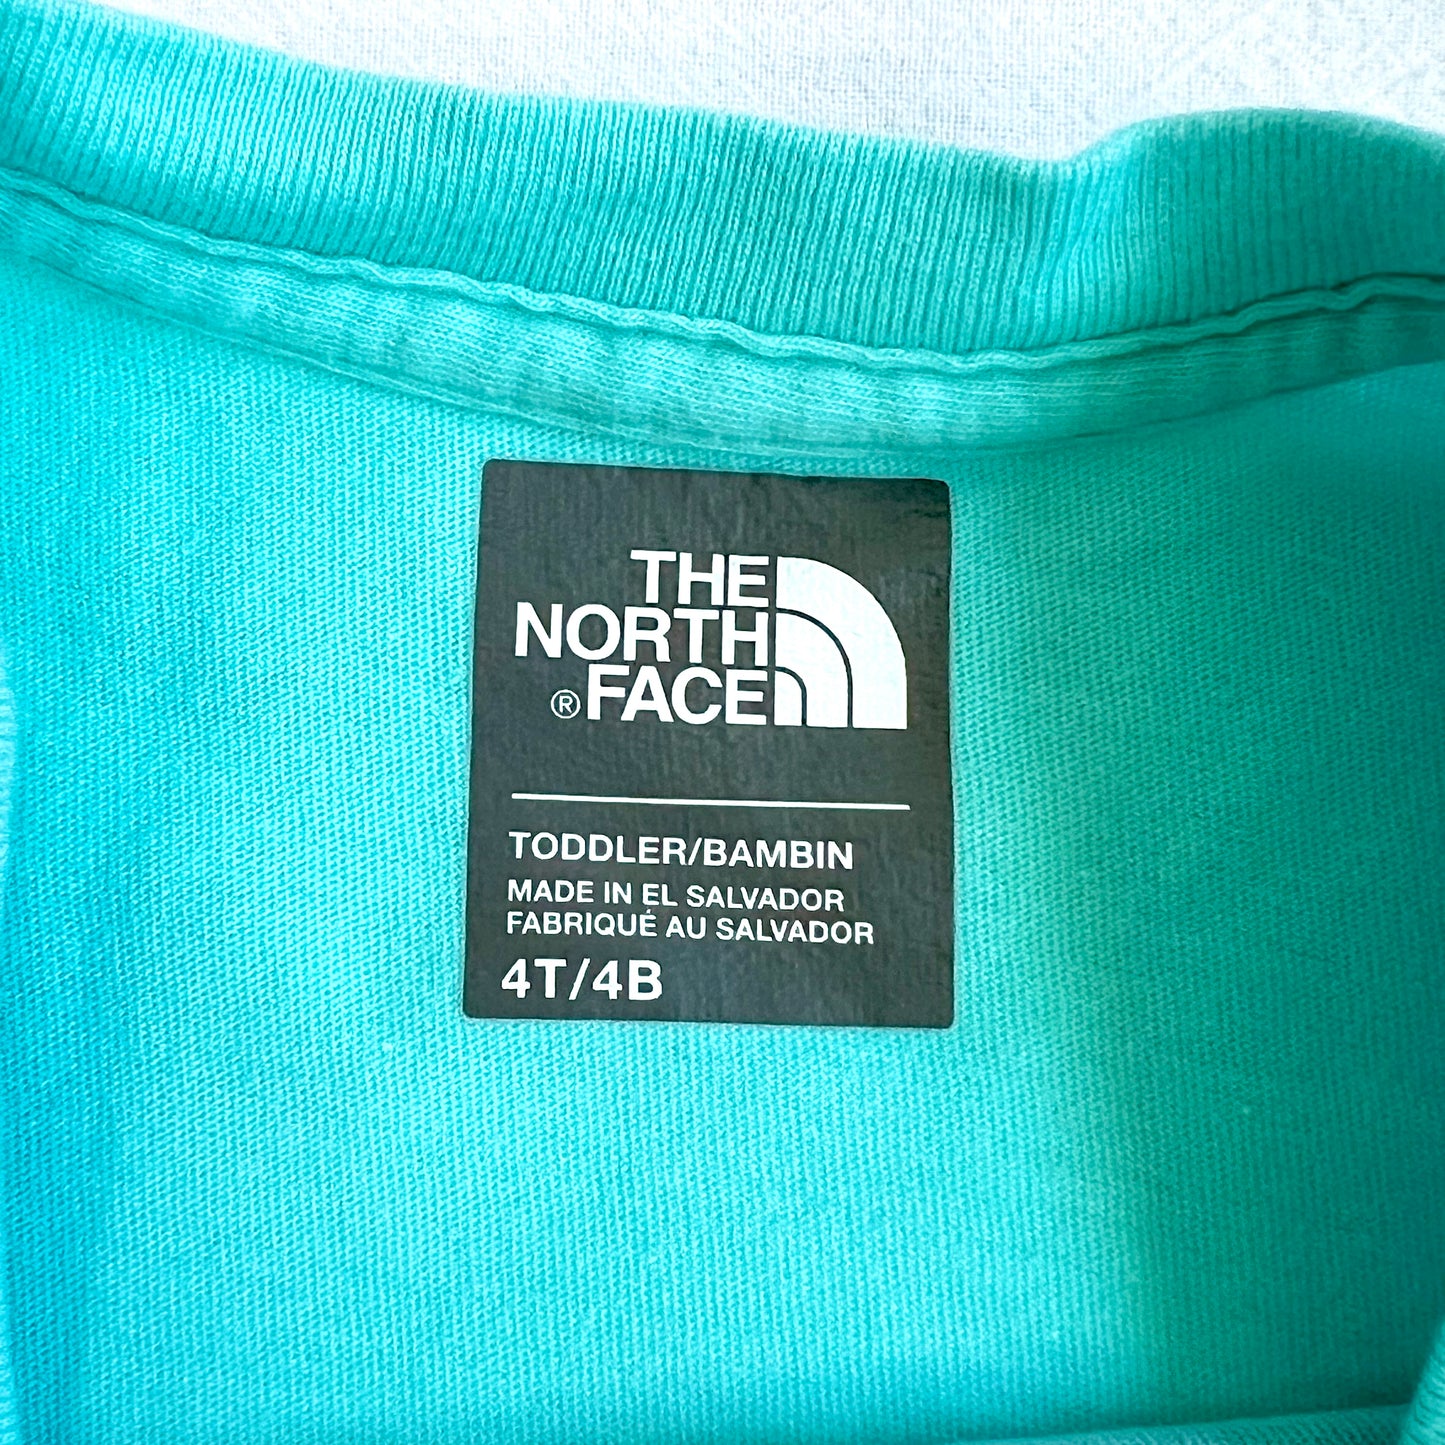 THE
NORTH
® FACE
TODDLER/BAMBIN
MADE IN EL SALVADOR
FABRIQUÉ AU SALVADOR
4T/4B